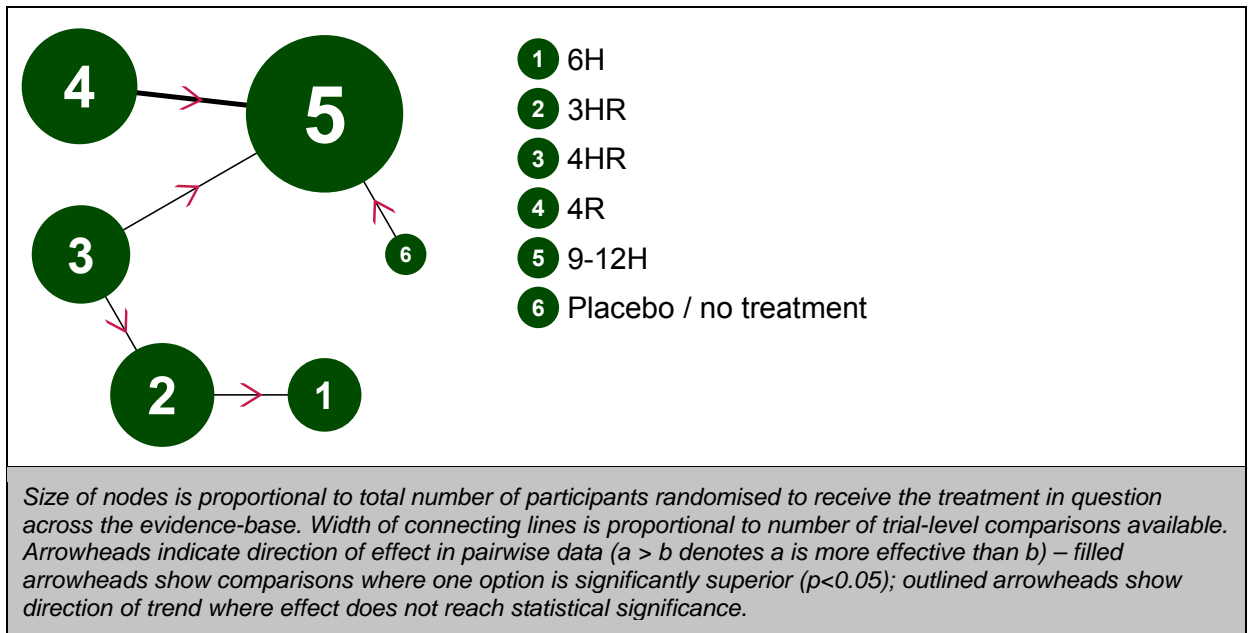 4
5
3
6
2
1
1 6H
2 3HR
3 4HR
4 4R
5 9-12H
6 Placebo / no treatment
Size of nodes is proportional to total number of participants randomised to receive the treatment in question
across the evidence-base. Width of connecting lines is proportional to number of trial-level comparisons available.
Arrowheads indicate direction of effect in pairwise data (a > b denotes a is more effective than b) – filled
arrowheads show comparisons where one option is significantly superior (p<0.05); outlined arrowheads show
direction of trend where effect does not reach statistical significance.